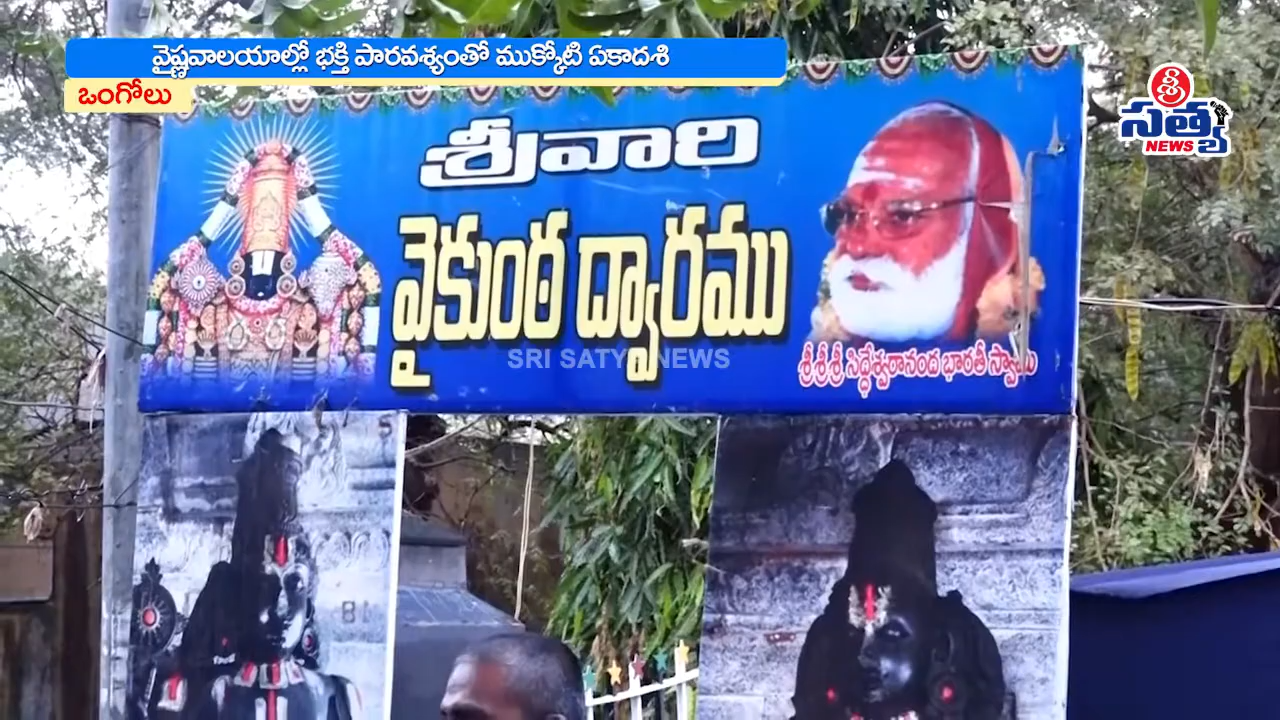 వైష్ణవాలయాల్లో భక్తి పారవశ్యంతో ముక్కోటి ఏకాదశి
ఒంగోలు
శ్రీ
సత్య
NEWS
శ్రీవారి
వైకుంఠ ద్వారము
SRI SATYA NEWS
శ్రీ శ్రీ శ్రీ సిద్దేశ్వరానంద భారతీ స్వామి